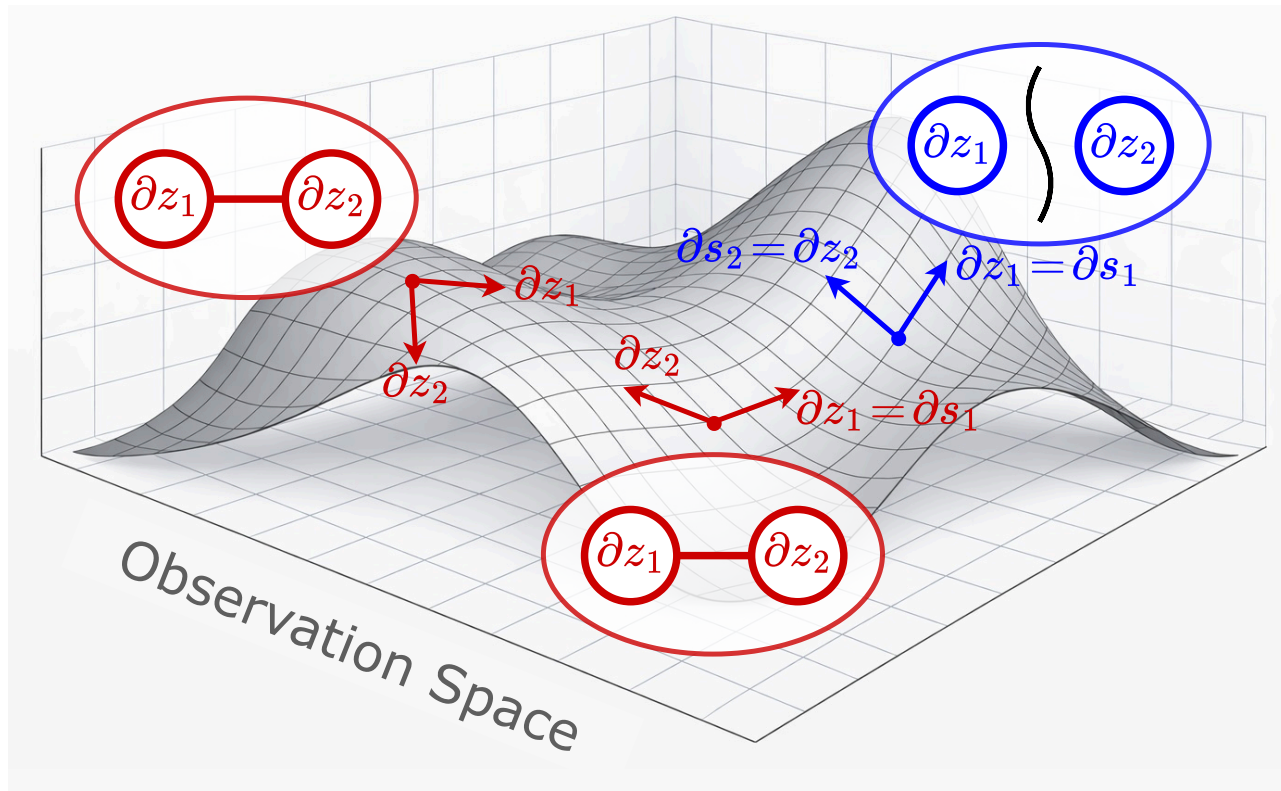 ∂z₁
∂z₂
∂z₁
∂z₂
∂s₂ = ∂z₂
∂z₁ = ∂s₁
∂z₁
∂z₂
∂z₂
∂z₁ = ∂s₁
∂z₁
∂z₂
Observation Space